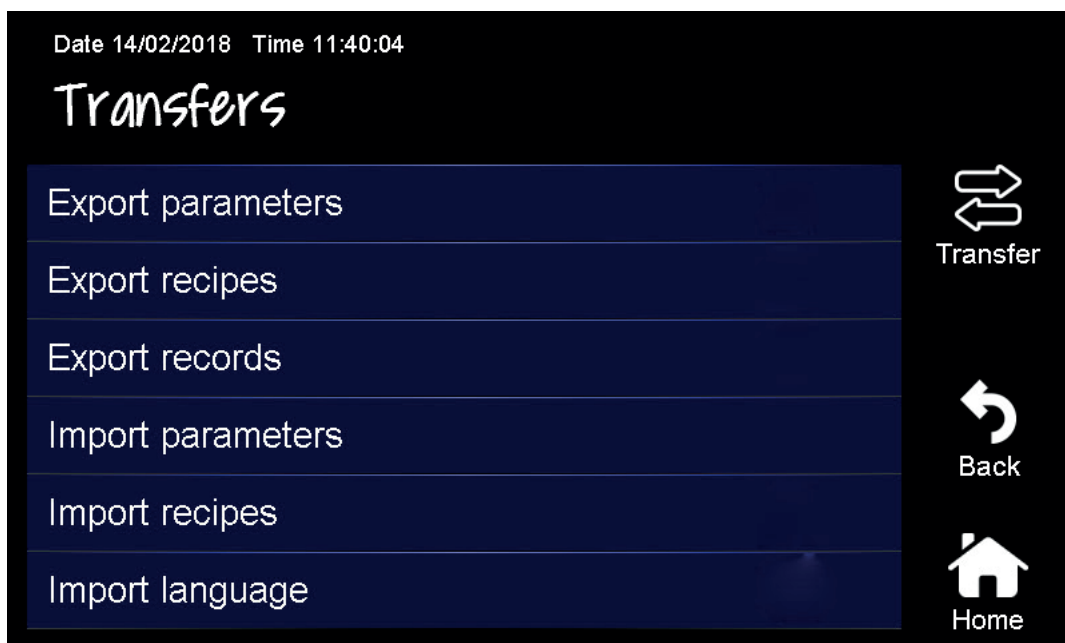 Date 14/02/2018 Time 11:40:04
Transfers
Export parameters
Export recipes
Export records
Import parameters
Import recipes
Import language
Transfer
Back
Home